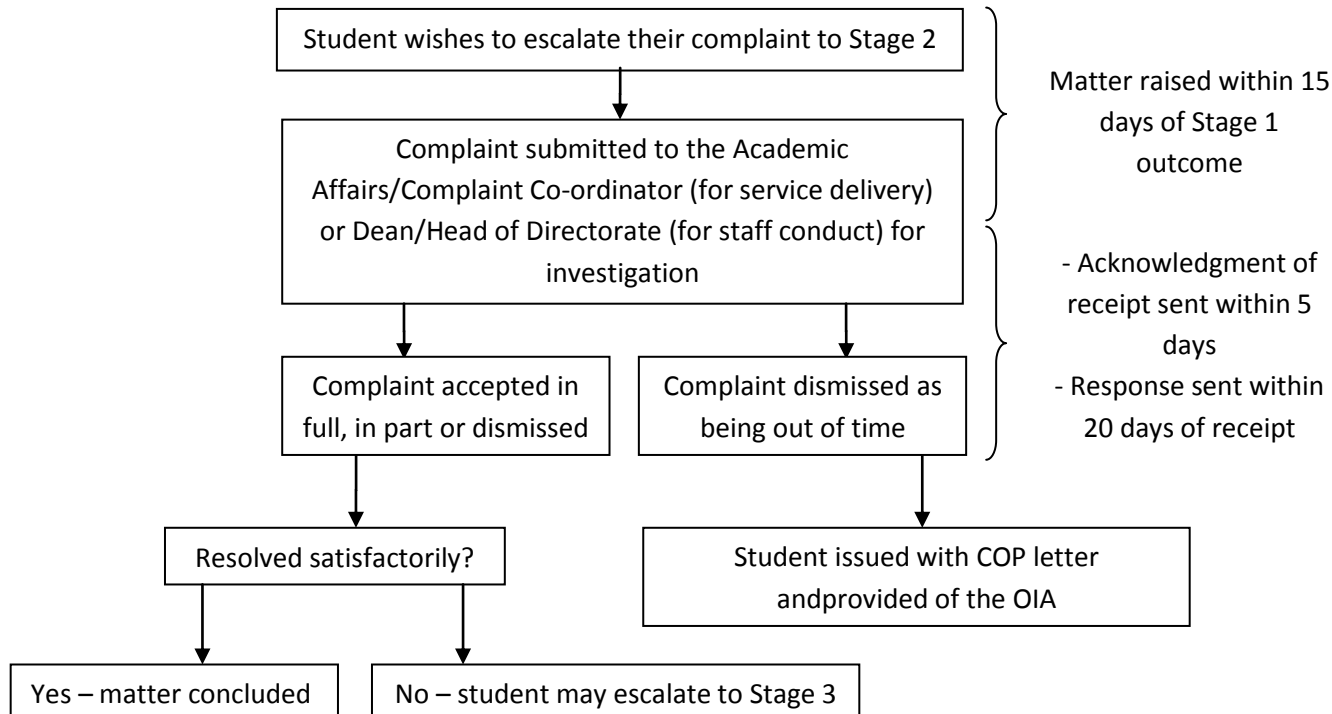 Student wishes to escalate their complaint to Stage 2
Matter raised within 15
days of Stage 1
outcome
Complaint submitted to the Academic
Affairs/Complaint Co-ordinator (for service delivery)
or Dean/Head of Directorate (for staff conduct) for
investigation
- Acknowledgment of
receipt sent within 5
days
- Response sent within
20 days of receipt
Complaint accepted in
full, in part or dismissed
Complaint dismissed as
being out of time
Resolved satisfactorily?
Student issued with COP letter
andprovided of the OIA
Yes – matter concluded
No – student may escalate to Stage 3